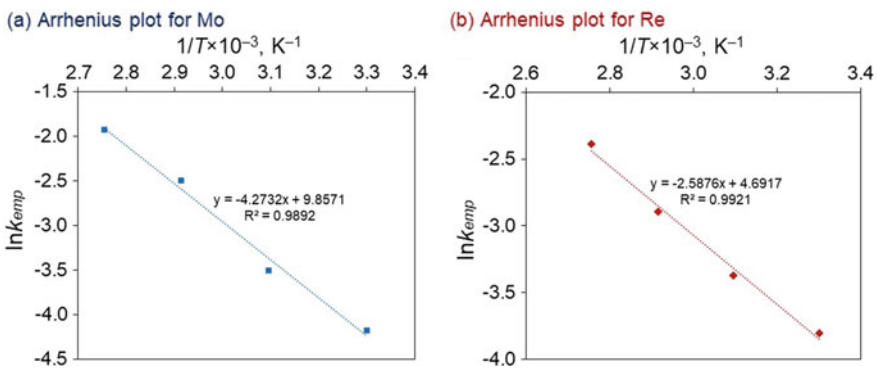 (a) Arrhenius plot for Mo
1/T×10⁻³, K⁻¹
2.7 2.8 2.9 3.0 3.1 3.2 3.3 3.4
-1.5
-2.0
-2.5
-3.0
-3.5
-4.0
-4.5
lnkemp
y = -4.2732x + 9.8571
R² = 0.9892
(b) Arrhenius plot for Re
1/T×10⁻³, K⁻¹
2.6 2.8 3.0 3.2 3.4
-2.0
-2.5
-3.0
-3.5
-4.0
lnkemp
y = -2.5876x + 4.6917
R² = 0.9921